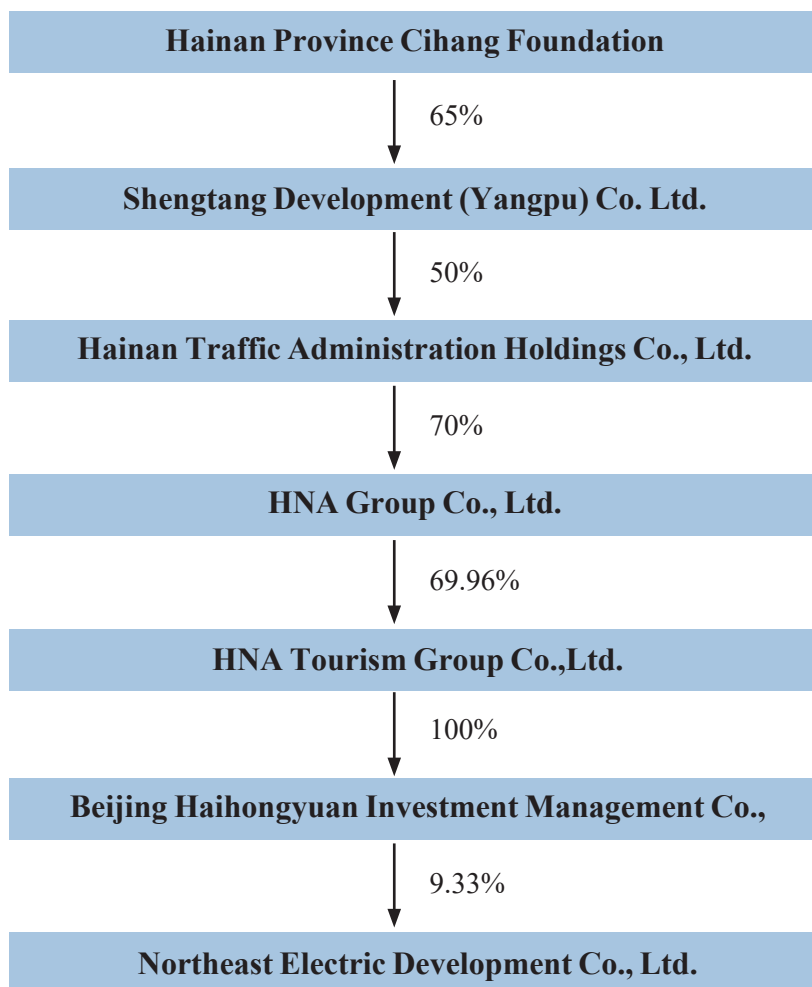 Hainan Province Cihang Foundation
65%
Shengtang Development (Yangpu) Co. Ltd.
50%
Hainan Traffic Administration Holdings Co., Ltd.
70%
HNA Group Co., Ltd.
69.96%
HNA Tourism Group Co.,Ltd.
100%
Beijing Haihongyuan Investment Management Co.,
9.33%
Northeast Electric Development Co., Ltd.